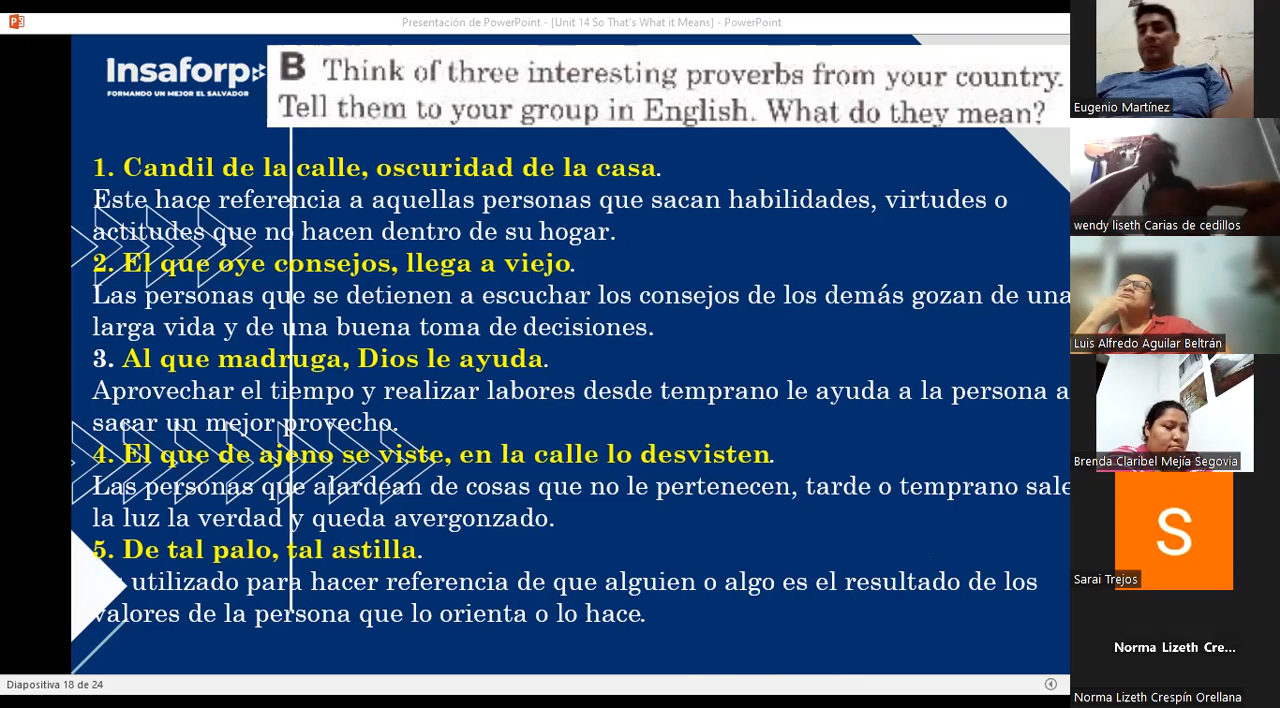 Presentación de PowerPoint - [Unit 14 So That's What it Means] - PowerPoint
Insaforp
FORMANDO UN MEJOR EL SALVADOR
B Think of three interesting proverbs from your country.
Tell them to your group in English. What do they mean?
1. Candil de la calle, oscuridad de la casa.
Este hace referencia a aquellas personas que sacan habilidades, virtudes o
actitudes que no hacen dentro de su hogar.
2. El que oye consejos, llega a viejo.
Las personas que se detienen a escuchar los consejos de los demás gozan de una
larga vida y de una buena toma de decisiones.
3. Al que madruga, Dios le ayuda.
Aprovechar el tiempo y realizar labores desde temprano le ayuda a la persona a
sacar un mejor provecho.
4. El que de ajeno se viste, en la calle lo desvisten.
Las personas que alardean de cosas que no le pertenecen, tarde o temprano sale
la luz la verdad y queda avergonzado.
5. De tal palo, tal astilla.
utilizado para hacer referencia de que alguien o algo es el resultado de los
valores de la persona que lo orienta o lo hace.
Diapositiva 18 de 24
Eugenio Martínez
wendy liseth Carias de cedillos
Luis Alfredo Aguilar Beltrán
Brenda Claribel Mejía Segovia
S
Sarai Trejos
Norma Lizeth Cre...
Norma Lizeth Crespín Orellana